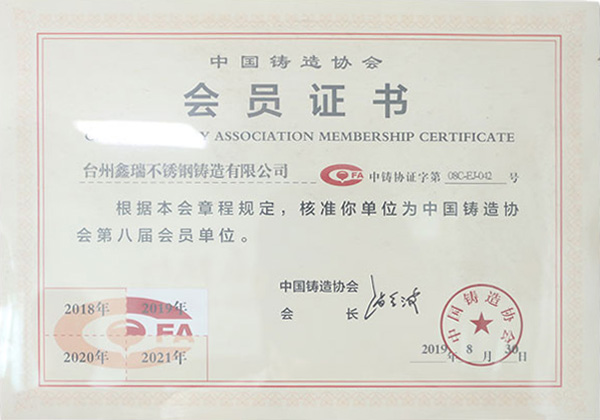 中国铸造协会
会员证书
ASSOCIATION MEMBERSHIP CERTIFICATE
台州鑫瑞不锈钢铸造有限公司 CFA 中铸协证字第 08C-EJ-042 号
根据本会章程规定，核准你单位为中国铸造协
会第八届会员单位。
中国铸造协会
会 长
中国铸造协会
2019年 8 月 30日
2018年 2019年
CFA
2020年 2021年